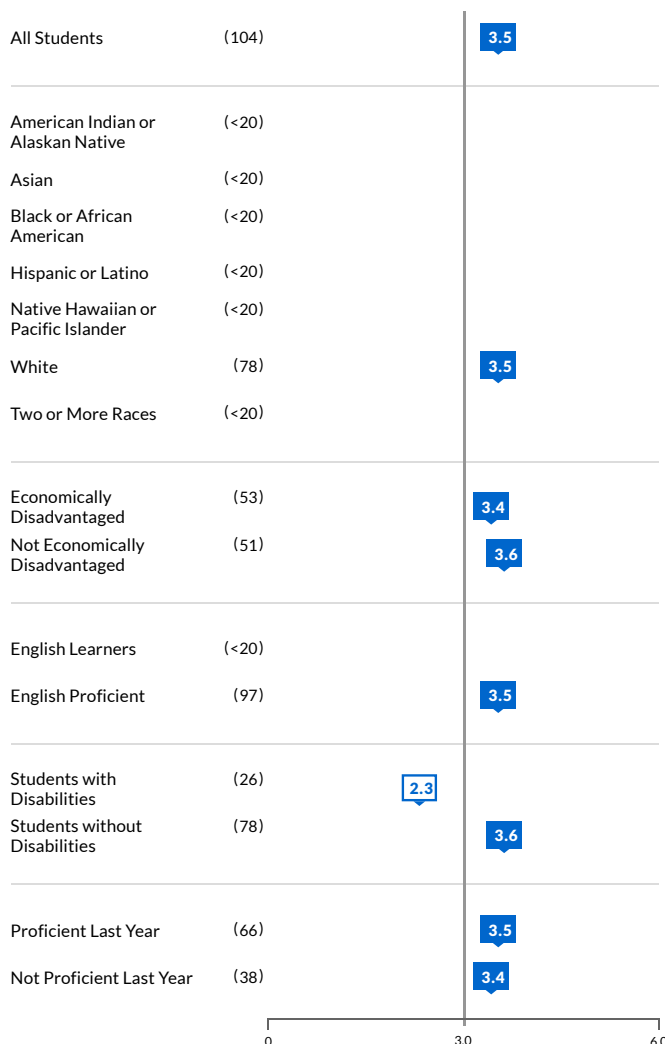 All Students (104) 3.5
American Indian or
Alaskan Native (<20)
Asian (<20)
Black or African
American (<20)
Hispanic or Latino (<20)
Native Hawaiian or
Pacific Islander (<20)
White (78) 3.5
Two or More Races (<20)
Economically
Disadvantaged (53) 3.4
Not Economically
Disadvantaged (51) 3.6
English Learners (<20)
English Proficient (97) 3.5
Students with
Disabilities (26) 2.3
Students without
Disabilities (78) 3.6
Proficient Last Year (66) 3.5
Not Proficient Last Year (38) 3.4
0 3.0 6.0